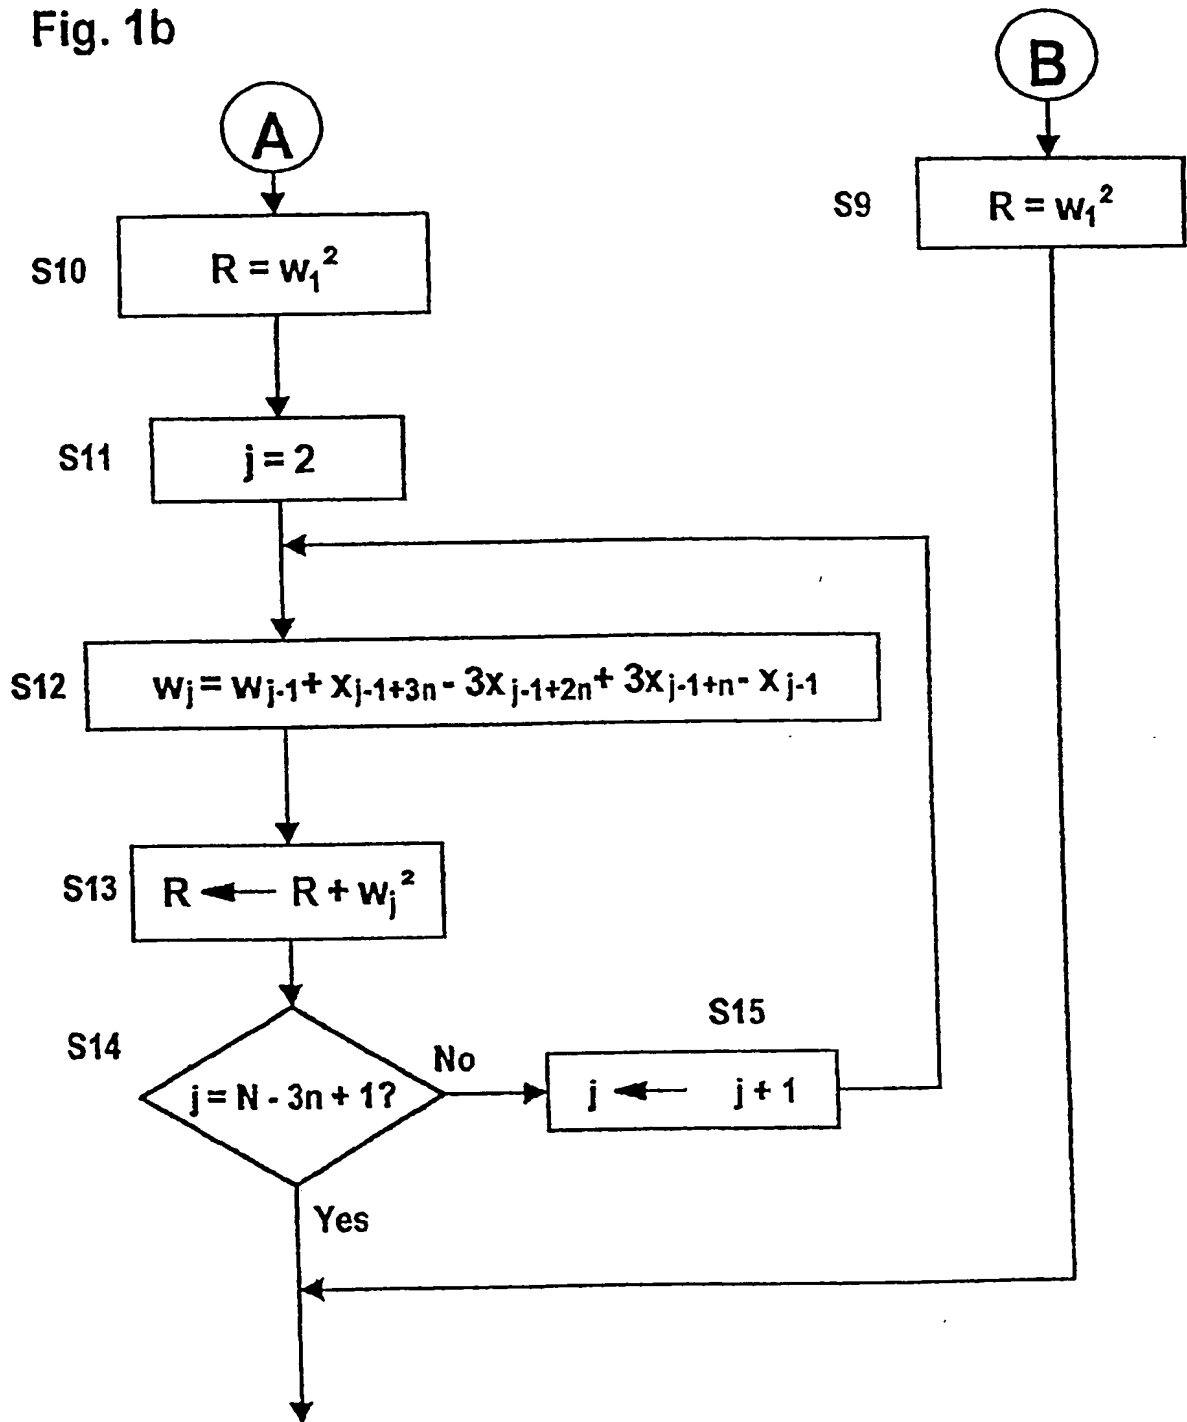 Fig. 1b
A
B
S10
R = w₁²
S9
R = w₁²
S11
j = 2
S12
wⱼ = wⱼ₋₁ + xⱼ₋₁₊₃ₙ - 3xⱼ₋₁₊₂ₙ + 3xⱼ₋₁₊ₙ - xⱼ₋₁
S13
R ← R + wⱼ²
S14
j = N - 3n + 1?
No
S15
j ← j + 1
Yes